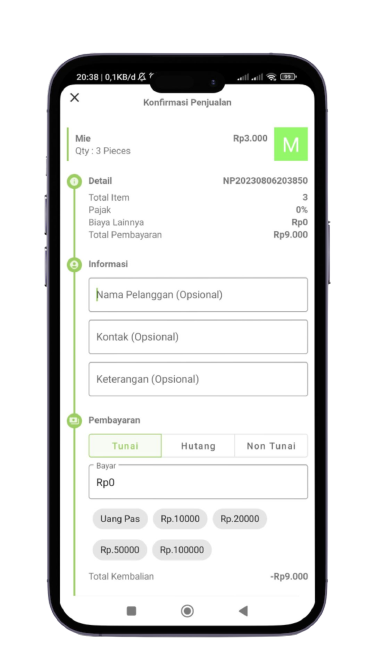 20:38 | 0,1KB/d
Konfirmasi Penjualan
Mie
Rp3.000
M
Qty : 3 Pieces
Detail
NP20230806203850
Total Item
3
Pajak
0%
Biaya Lainnya
Rp0
Total Pembayaran
Rp9.000
Informasi
Nama Pelanggan (Opsional)
Kontak (Opsional)
Keterangan (Opsional)
Pembayaran
Tunai
Hutang
Non Tunai
Bayar
Rp0
Uang Pas
Rp.10000
Rp.20000
Rp.50000
Rp.100000
Total Kembalian
-Rp9.000